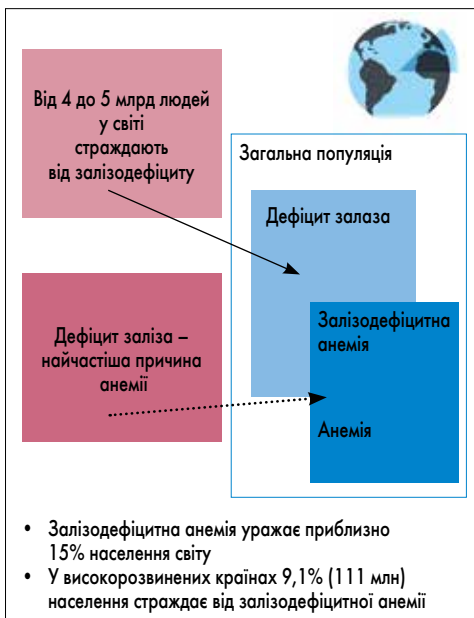 Від 4 до 5 млрд людей
у світі
страждають
від залізодефіциту
Загальна популяція
Дефіцит залаза
Дефіцит заліза –
найчастіша причина
анемії
Залізодефіцитна
анемія
Анемія
• Залізодефіцитна анемія уражає приблизно
15% населення світу
• У високорозвинених країнах 9,1% (111 млн)
населення страждає від залізодефіцитної анемії